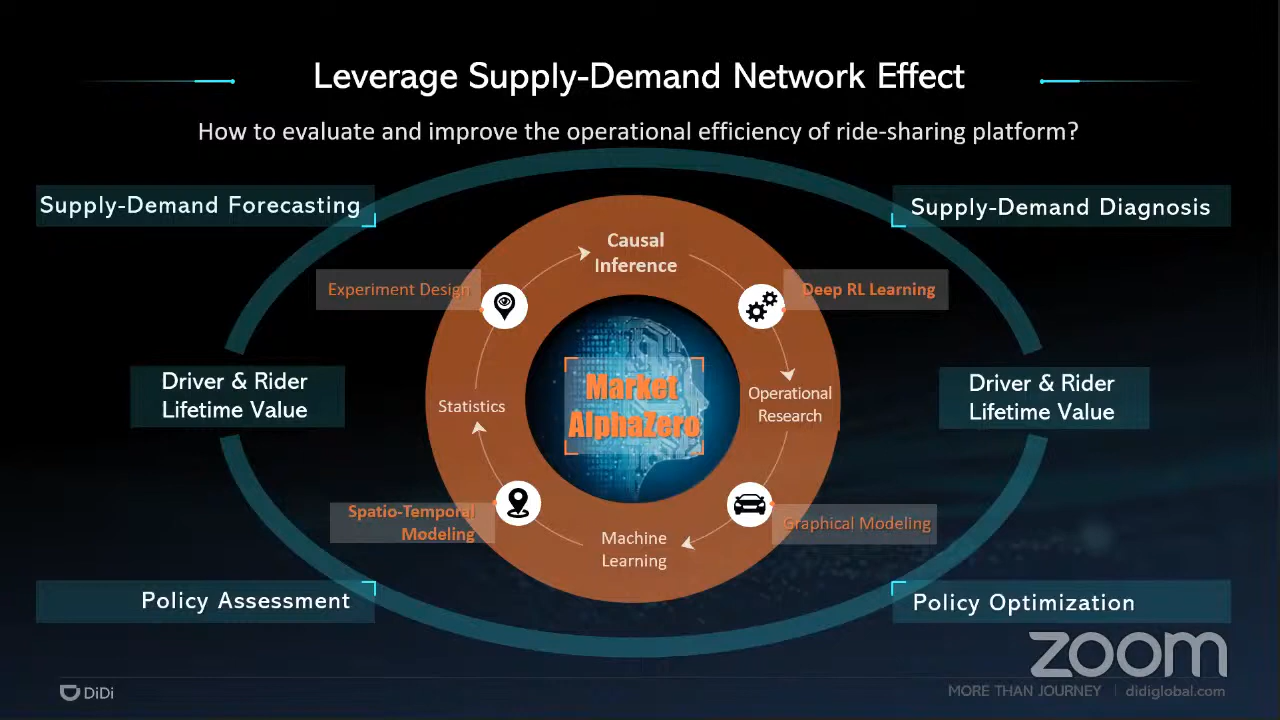 Leverage Supply-Demand Network Effect
How to evaluate and improve the operational efficiency of ride-sharing platform?
Supply-Demand Forecasting
Supply-Demand Diagnosis
Causal
Inference
Experiment Design
Deep RL Learning
Driver & Rider
Lifetime Value
Statistics
Market
AlphaZero
Operational
Research
Driver & Rider
Lifetime Value
Spatio-Temporal
Modeling
Graphical Modeling
Machine
Learning
Policy Assessment
Policy Optimization
zoom
DiDi
MORE THAN JOURNEY | didiglobal.com